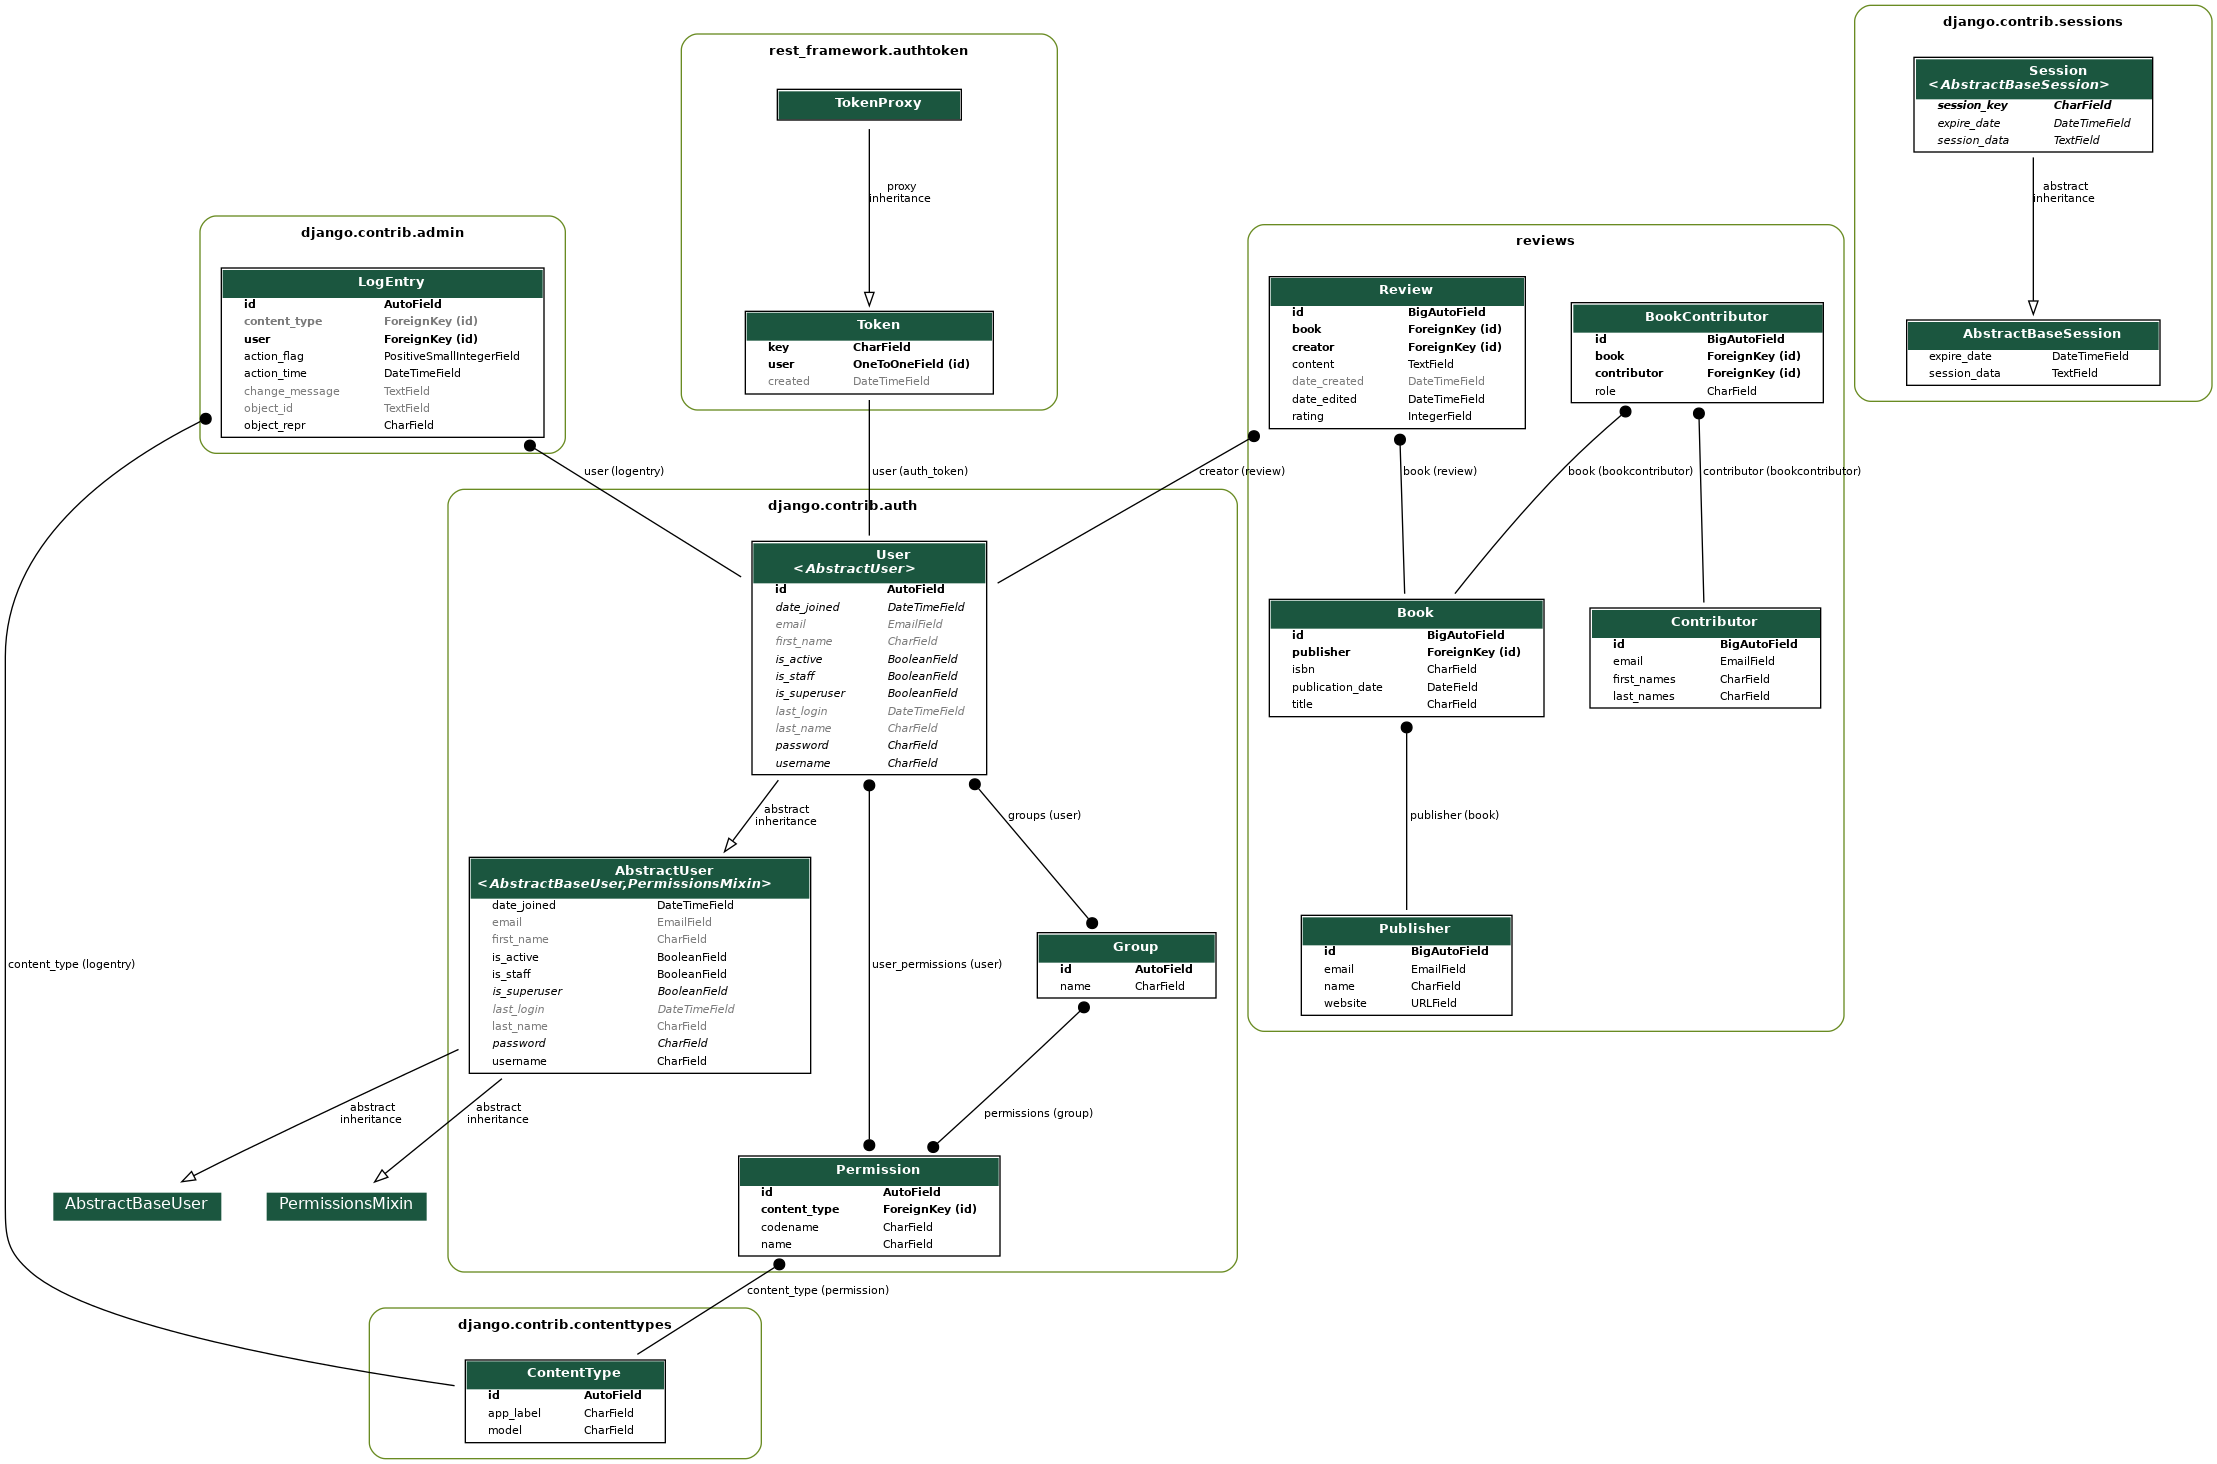 django.contrib.sessions
Session
<AbstractBaseSession>
session_key CharField
expire_date DateTimeField
session_data TextField
abstract
inheritance
AbstractBaseSession
expire_date DateTimeField
session_data TextField
rest_framework.authtoken
TokenProxy
proxy
inheritance
Token
key CharField
user OneToOneField (id)
created DateTimeField
django.contrib.admin
LogEntry
id AutoField
content_type ForeignKey (id)
user ForeignKey (id)
action_flag PositiveSmallIntegerField
action_time DateTimeField
change_message TextField
object_id TextField
object_repr CharField
reviews
Review
id BigAutoField
book ForeignKey (id)
creator ForeignKey (id)
content TextField
date_created DateTimeField
date_edited DateTimeField
rating IntegerField
BookContributor
id BigAutoField
book ForeignKey (id)
contributor ForeignKey (id)
role CharField
user (logentry)
user (auth_token)
creator (review)
book (review)
book (bookcontributor)
contributor (bookcontributor)
django.contrib.auth
User
<AbstractUser>
id AutoField
date_joined DateTimeField
email EmailField
first_name CharField
is_active BooleanField
is_staff BooleanField
is_superuser BooleanField
last_login DateTimeField
last_name CharField
password CharField
username CharField
Book
id BigAutoField
publisher ForeignKey (id)
isbn CharField
publication_date DateField
title CharField
Contributor
id BigAutoField
email EmailField
first_names CharField
last_names CharField
abstract
inheritance
groups (user)
publisher (book)
AbstractUser
<AbstractBaseUser,PermissionsMixin>
date_joined DateTimeField
email EmailField
first_name CharField
is_active BooleanField
is_staff BooleanField
is_superuser BooleanField
last_login DateTimeField
last_name CharField
password CharField
username CharField
content_type (logentry)
user_permissions (user)
Group
id AutoField
name CharField
Publisher
id BigAutoField
email EmailField
name CharField
website URLField
abstract
inheritance
abstract
inheritance
permissions (group)
AbstractBaseUser
PermissionsMixin
Permission
id AutoField
content_type ForeignKey (id)
codename CharField
name CharField
content_type (permission)
django.contrib.contenttypes
ContentType
id AutoField
app_label CharField
model CharField